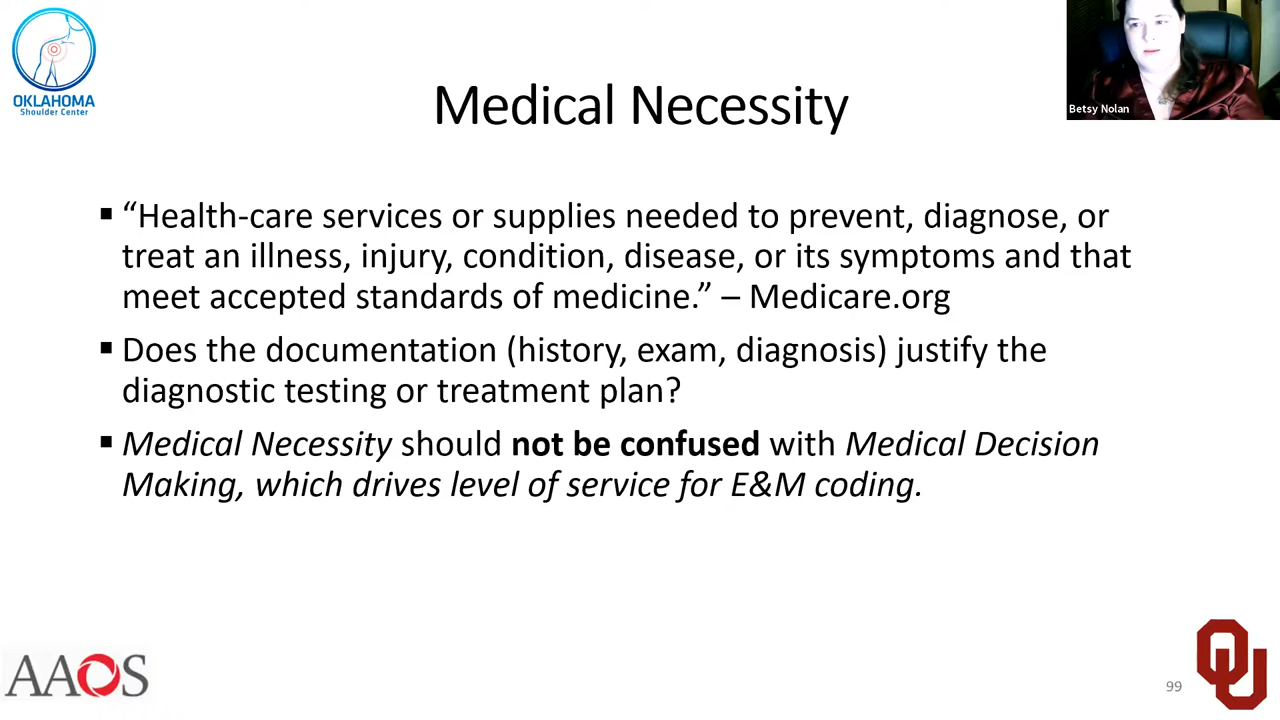 OKLAHOMA
Shoulder Center
Betsy Nolan
Medical Necessity
▪ “Health-care services or supplies needed to prevent, diagnose, or
treat an illness, injury, condition, disease, or its symptoms and that
meet accepted standards of medicine.” – Medicare.org
▪ Does the documentation (history, exam, diagnosis) justify the
diagnostic testing or treatment plan?
▪ Medical Necessity should not be confused with Medical Decision
Making, which drives level of service for E&M coding.
AAOS
99
OU